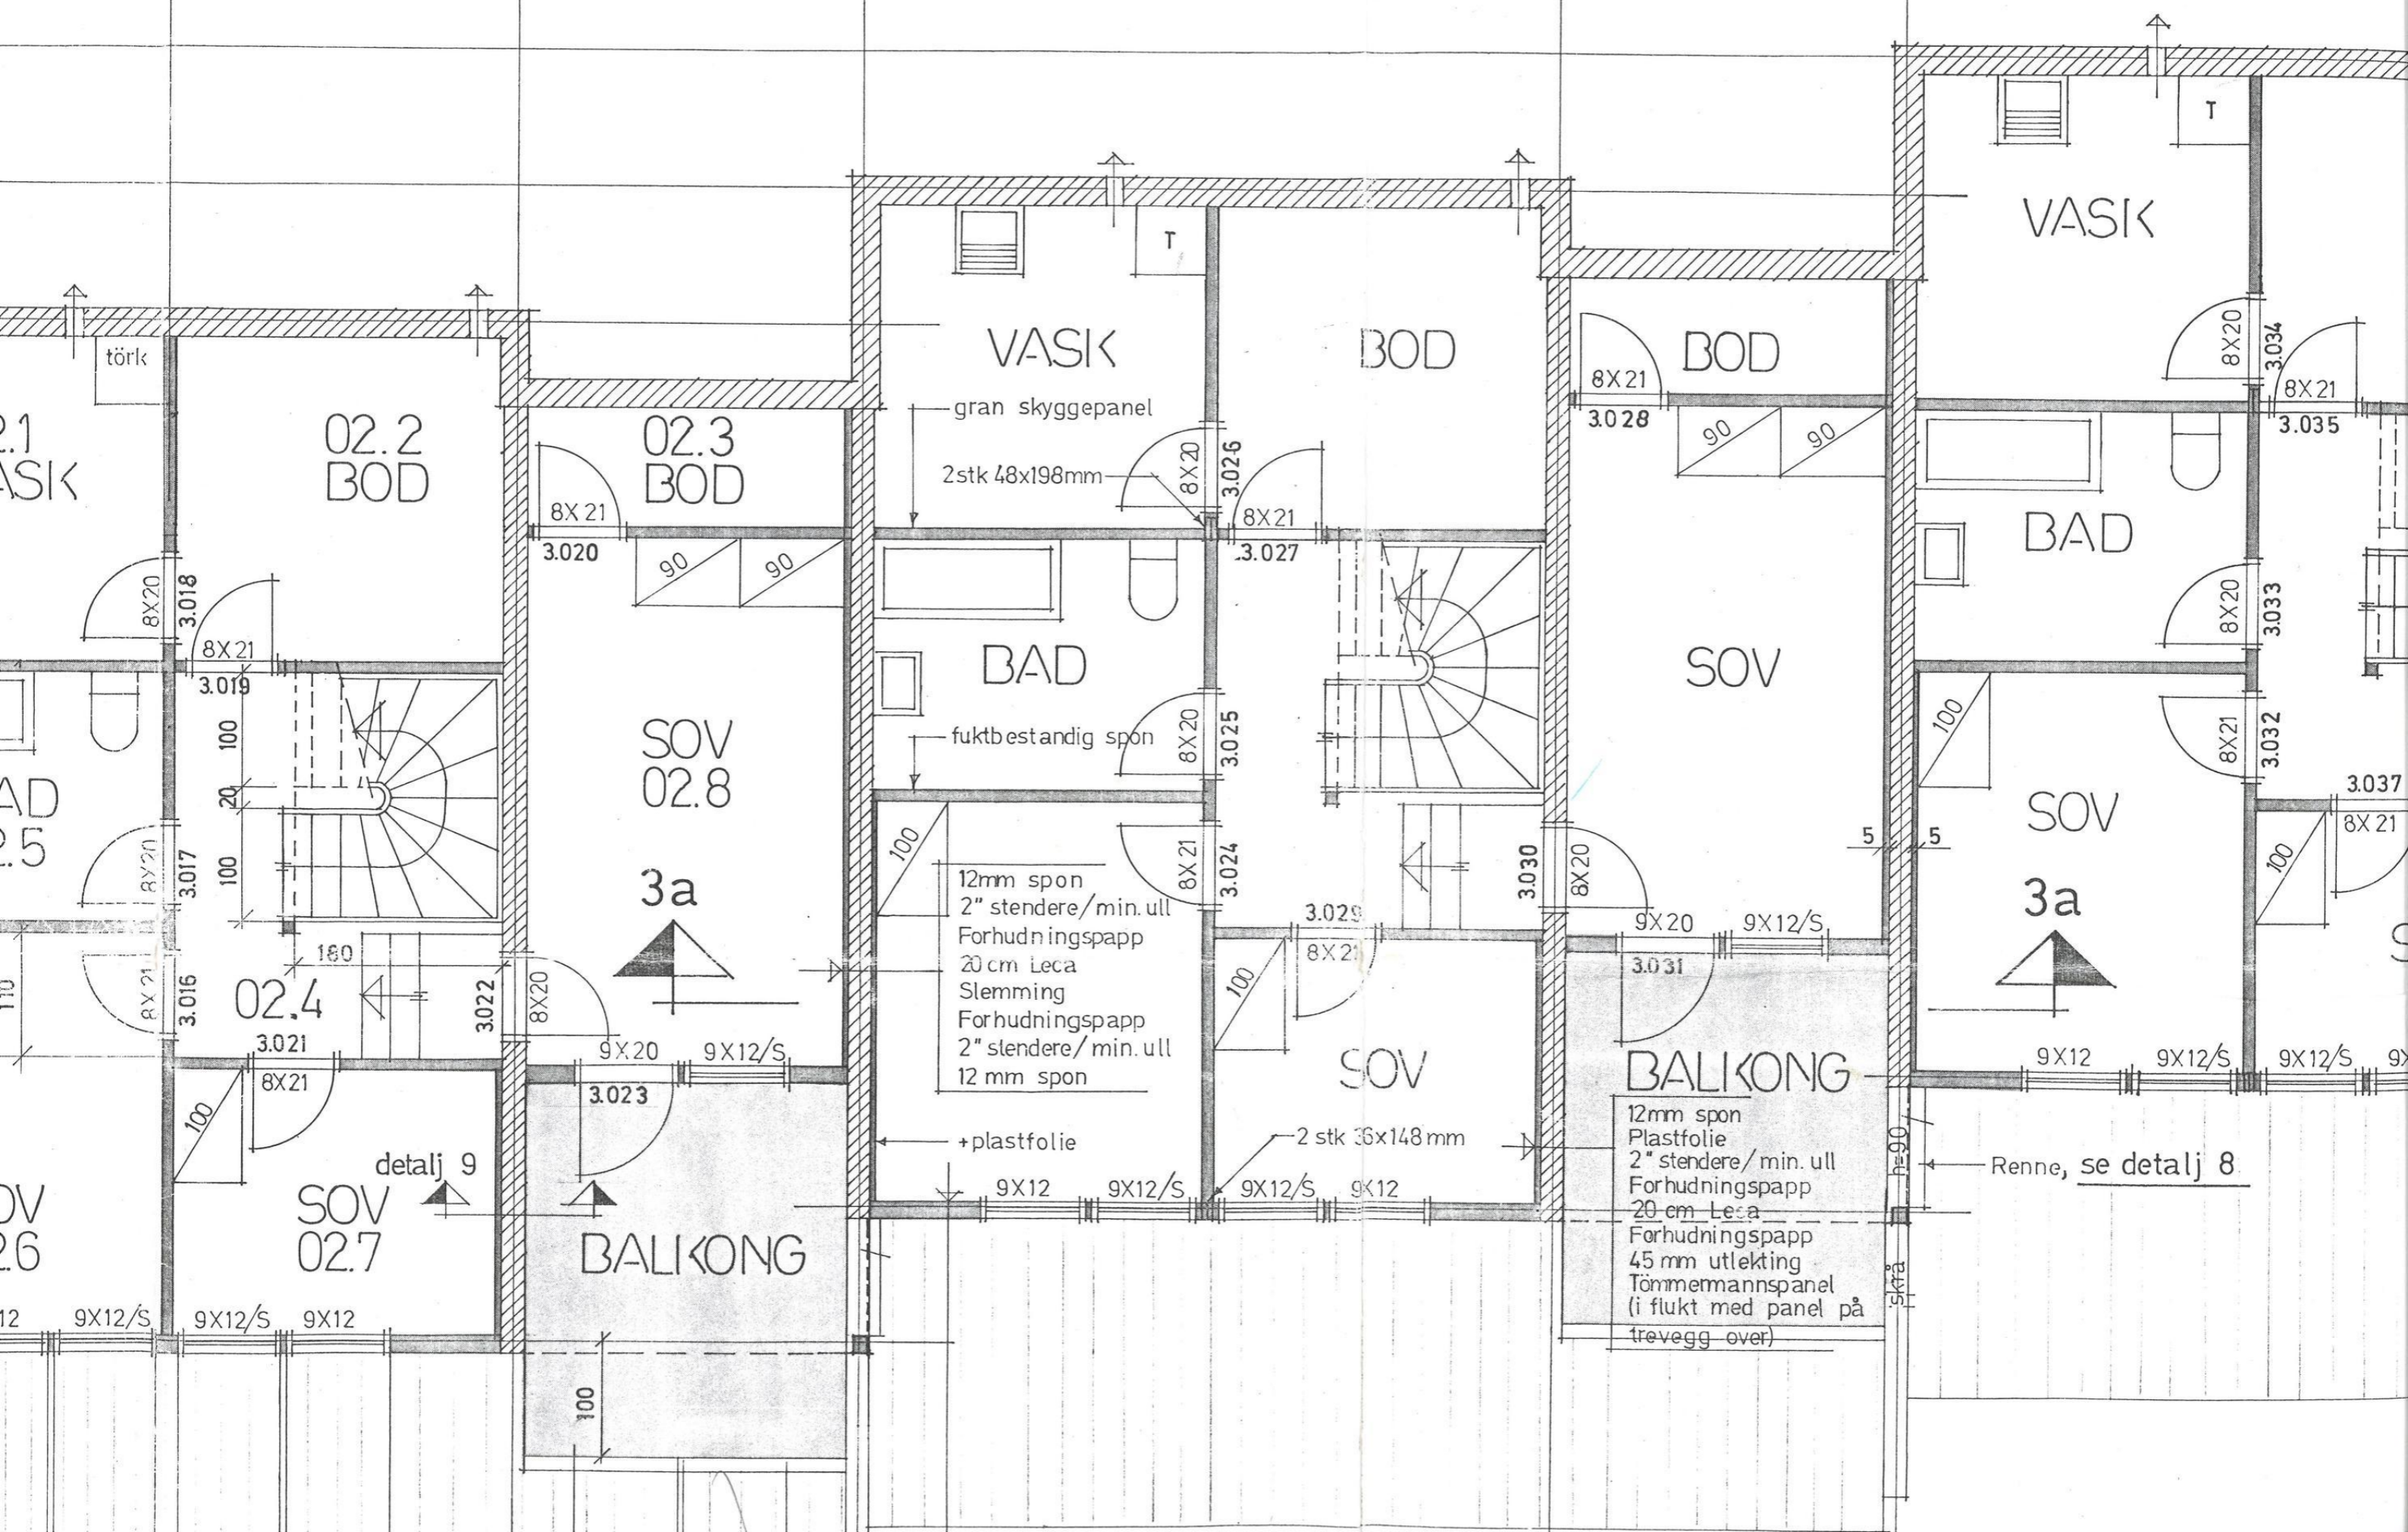 T
VASK
8X20
3.034
8X21
3.035
T
VASK
BOD
BOD
8X21
3.028
90
90
gran skyggepanel
2stk 48x198mm
8X20
3.026
8X21
3.027
törk
02.2
BOD
02.3
BOD
8X21
3.020
90
90
8X20
3.018
8X21
3.019
BAD
8X20
3.033
BAD
fuktbestandig spon
8X20
3.025
SOV
SOV
02.8
3a
100
20
100
180
8X20
3.017
8X21
3.016
02.4
3.022
8X20
3.021
8X21
100
100
8X21
3.024
12mm spon
2" stendere/min. ull
Forhudningspapp
20 cm Leca
Slemming
Forhudningspapp
2" stendere/min. ull
12 mm spon
+plastfolie
3.029
8X21
100
SOV
2 stk 36x148mm
3.030
8X20
5
5
100
8X21
3.032
SOV
3a
3.037
8X21
100
9X20
9X12/S
3.031
BALKONG
12mm spon
Plastfolie
2" stendere/min. ull
Forhudningspapp
20 cm Leca
Forhudningspapp
45 mm utlekting
Tömmermannspanel
(i flukt med panel på
trevegg over)
h=90
skrå
Renne, se detalj 8
9X12
9X12/S
9X12/S
9X20
9X12/S
3.023
detalj 9
SOV
02.7
BALKONG
9X12
9X12/S
9X12/S
9X12
9X12/S
9X12/S
9X12
100